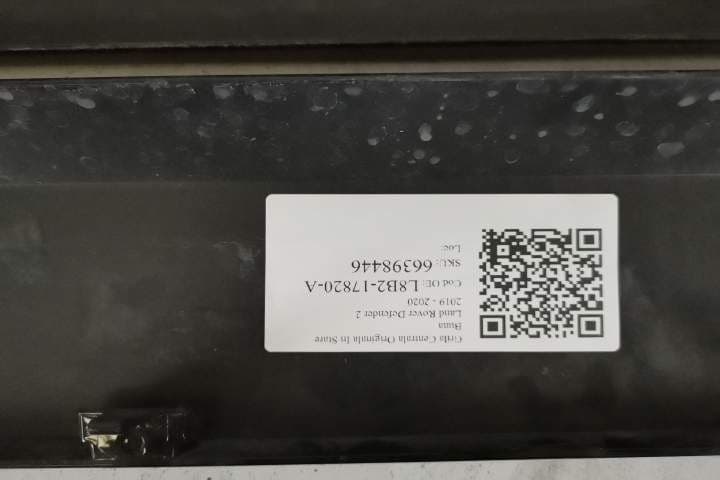 Grila Centrala Originala In Stare
Buna
Land Rover Defender 2
2019 - 2020
Cod OE: L8B2-17820-A
SKU: 66398446
Loc: